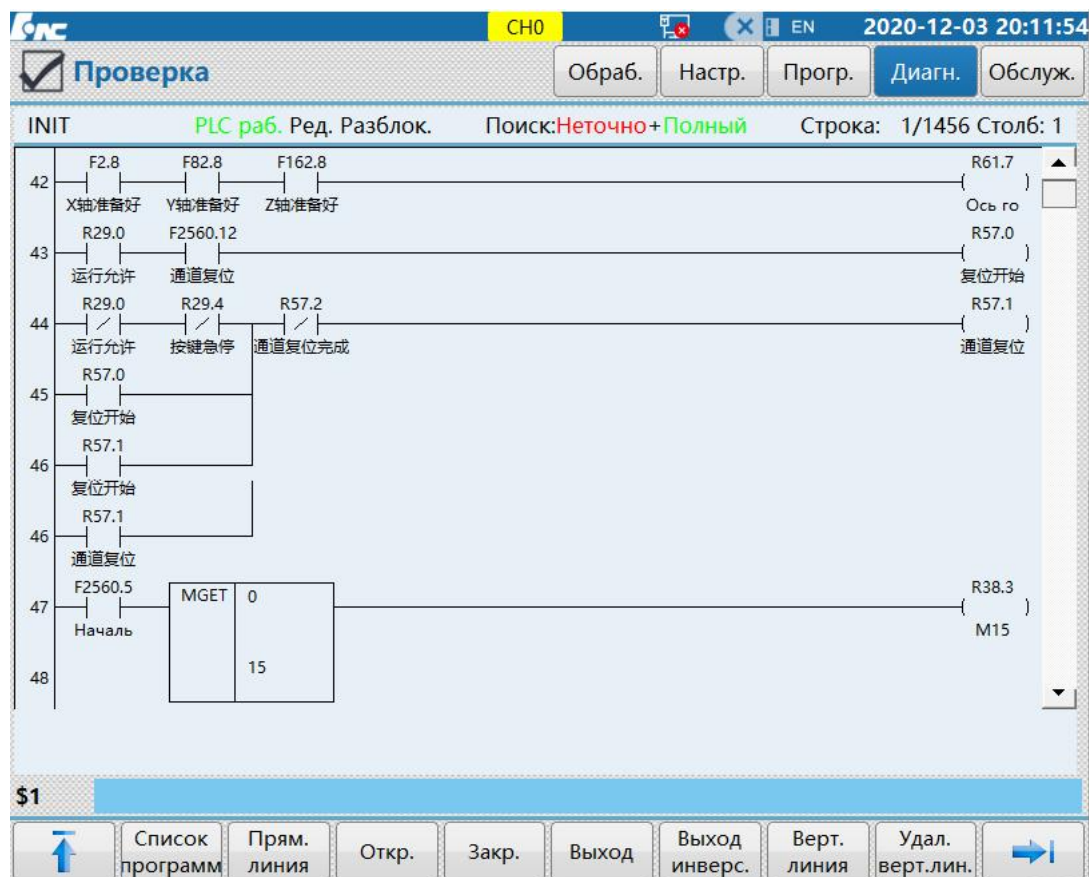 CH0 EN 2020-12-03 20:11:54
Проверка Обраб. Настр. Прогр. Диагн. Обслуж.
INIT PLC раб. Ред. Разблок. Поиск:Неточно+Полный Строка: 1/1456 Столб: 1
F2.8 F82.8 F162.8 R61.7
42 ( )
X轴准备好 Y轴准备好 Z轴准备好 Ось го
R29.0 F2560.12 R57.0
43 ( )
运行允许 通道复位 复位开始
R29.0 R29.4 R57.2 R57.1
44 ( )
运行允许 按键急停 通道复位完成 通道复位
R57.0
45
复位开始
R57.1
46
复位开始
R57.1
46
通道复位
F2560.5 MGET 0 R38.3
47 ( )
Началь M15
15
48
$1
Список программ Прям. линия Откр. Закр. Выход Выход инверс. Верт. линия Удал. верт.лин.